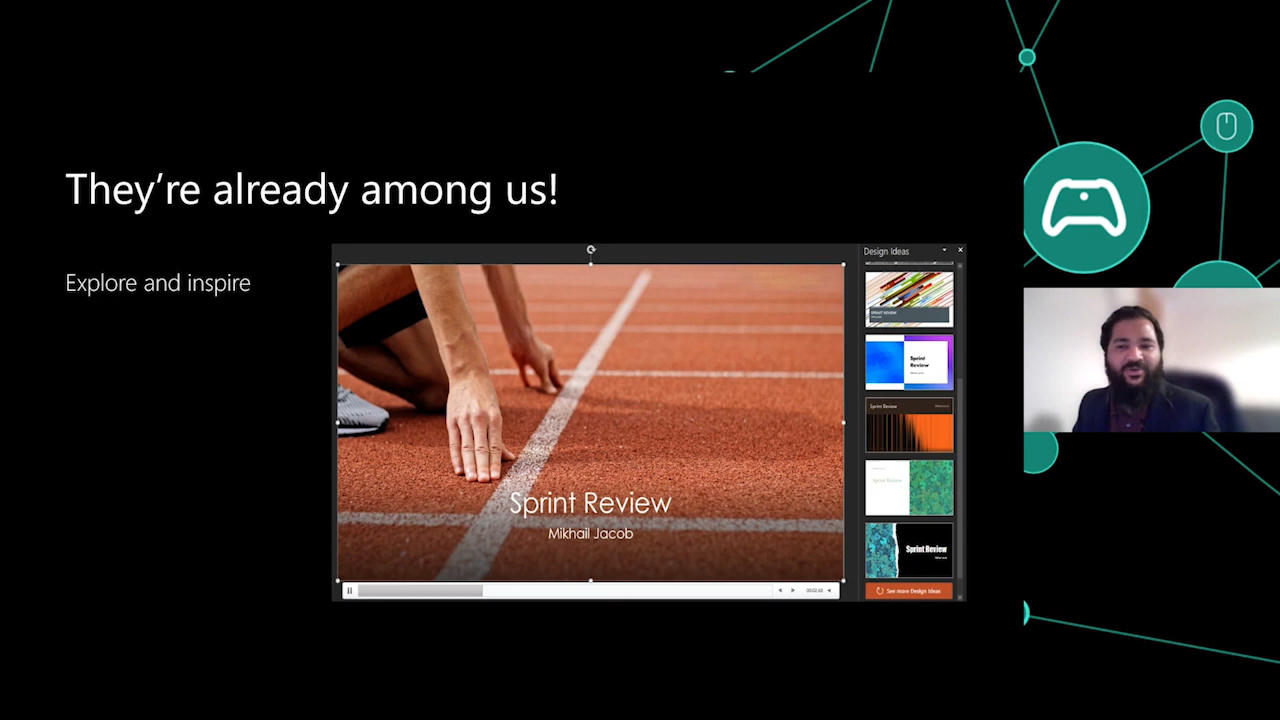 They're already among us!
Explore and inspire
Design Ideas
SPRINT REVIEW
Sprint
Review
Sprint Review
Sprint Review
Sprint Review
Sprint Review
Mikhail Jacob
See more Design Ideas